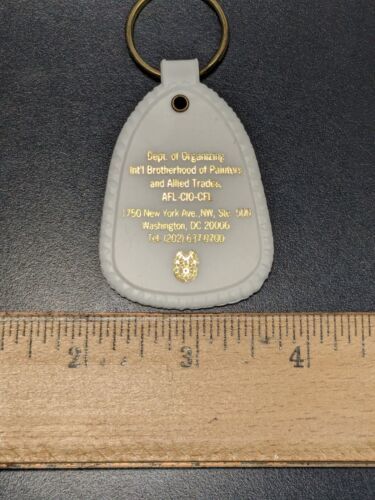 Dept. of Organizing
Int'l Brotherhood of Painters
and Allied Trades,
AFL-CIO-CFL
1750 New York Ave.,NW, Ste.
Washington, DC 20006
Tel. (202) 637-0700
2 3 4